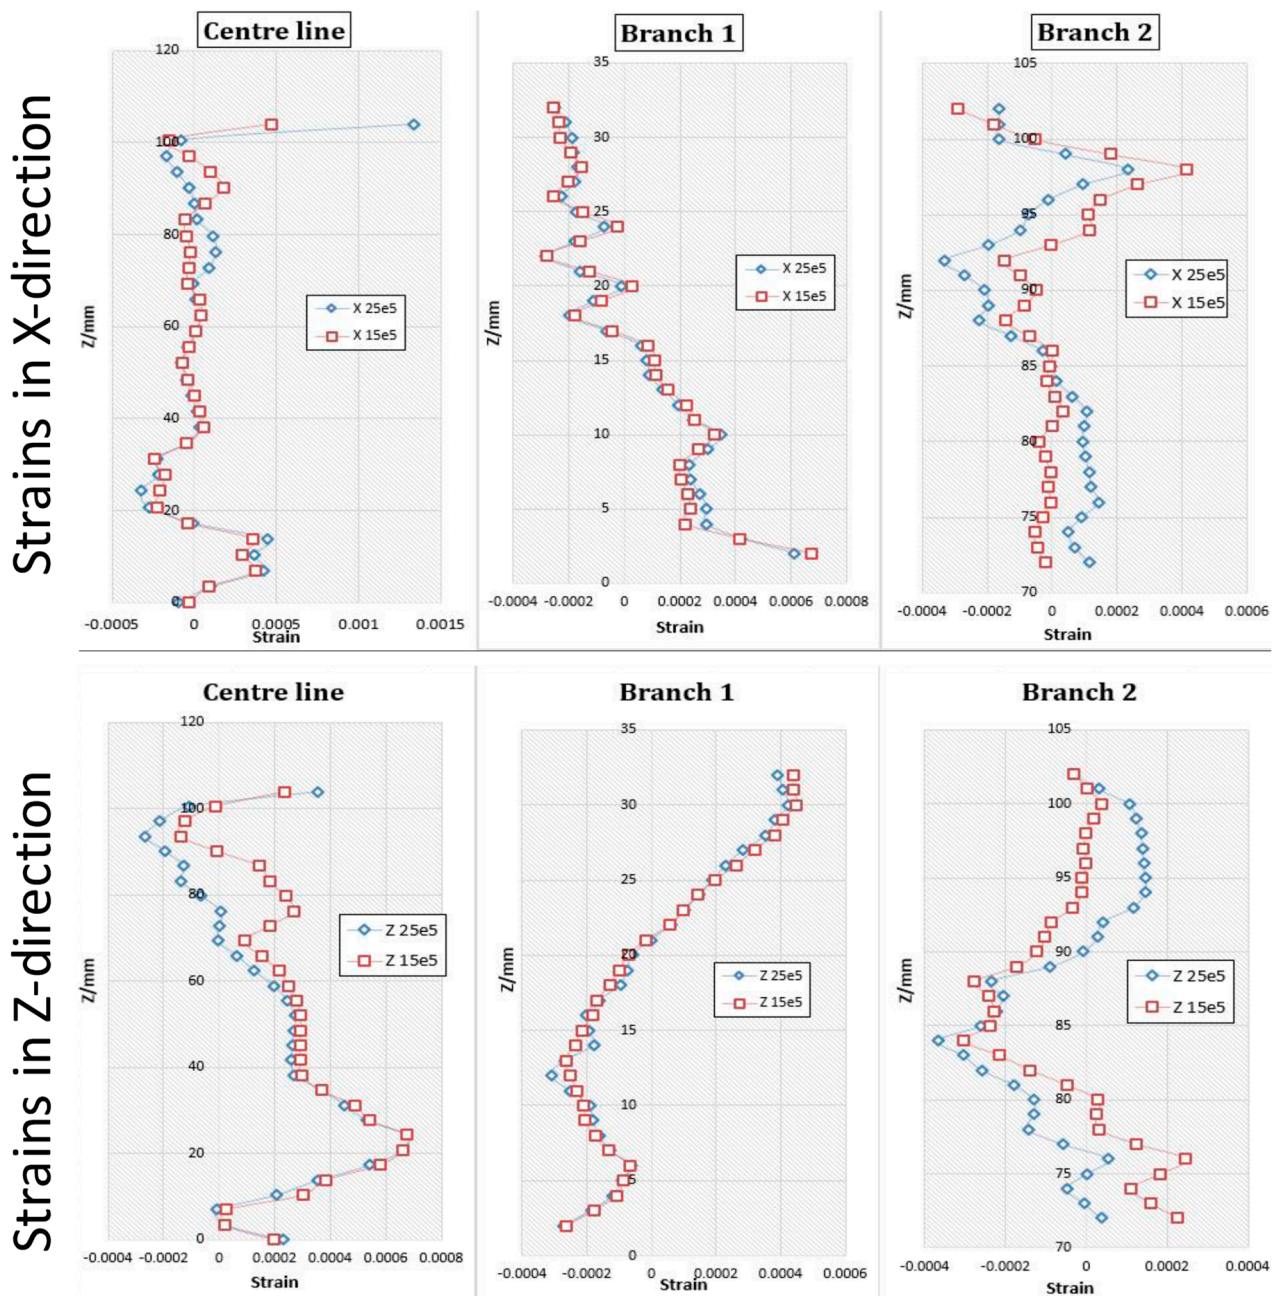 Strains in X-direction
Centre line
120
100
80
60
40
20
0
Z/mm
X 25e5
X 15e5
-0.0005 0 0.0005 0.001 0.0015
Strain
Branch 1
35
30
25
20
15
10
5
0
Z/mm
X 25e5
X 15e5
-0.0004 -0.0002 0 0.0002 0.0004 0.0006 0.0008
Strain
Branch 2
105
100
95
90
85
80
75
70
X 25e5
X 15e5
-0.0004 -0.0002 0 0.0002 0.0004 0.0006
Strain
Strains in Z-direction
Centre line
120
100
80
60
40
20
0
Z/mm
Z 25e5
Z 15e5
-0.0004 -0.0002 0 0.0002 0.0004 0.0006 0.0008
Strain
Branch 1
35
30
25
20
15
10
5
0
Z/mm
Z 25e5
Z 15e5
-0.0004 -0.0002 0 0.0002 0.0004 0.0006
Strain
Branch 2
105
100
95
90
85
80
75
70
Z/mm
Z 25e5
Z 15e5
-0.0004 -0.0002 0 0.0002 0.0004
Strain